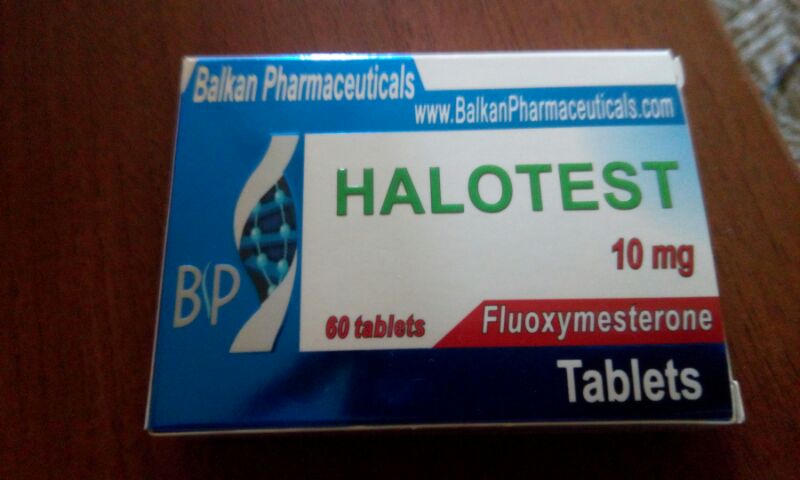 Balkan Pharmaceuticals
www.BalkanPharmaceuticals.com
HALOTEST
10 mg
BP
60 tablets
Fluoxymesterone
Tablets